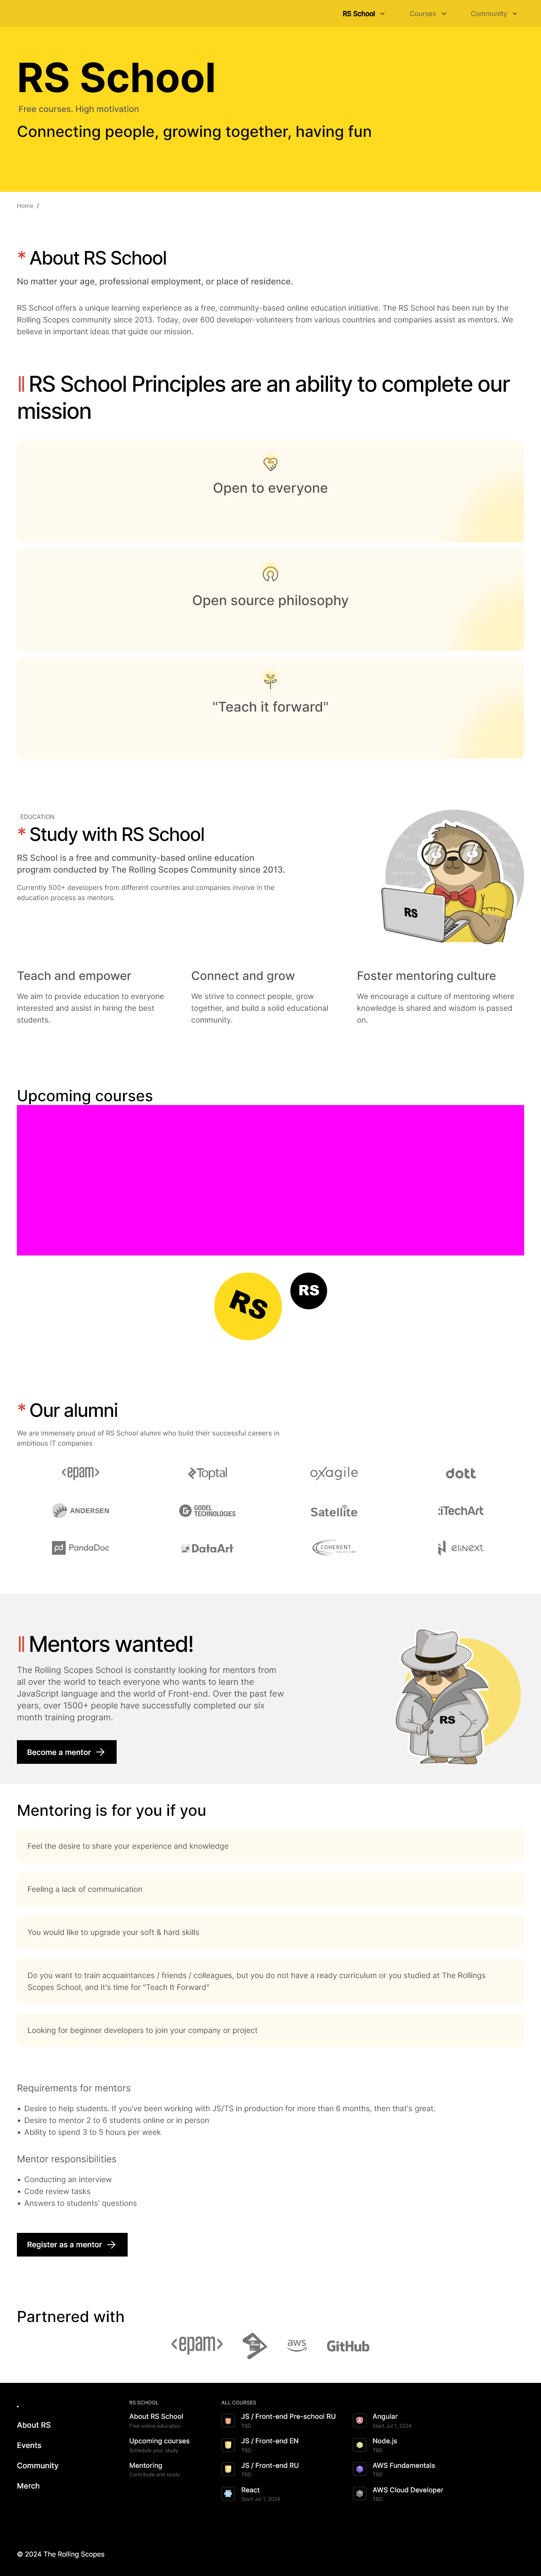 RS School
Courses
Community
RS School
Free courses. High motivation
Connecting people, growing together, having fun
Home /
* About RS School
No matter your age, professional employment, or place of residence.
RS School offers a unique learning experience as a free, community-based online education initiative. The RS School has been run by the
Rolling Scopes community since 2013. Today, over 600 developer-volunteers from various countries and companies assist as mentors. We
believe in important ideas that guide our mission.
RS School Principles are an ability to complete our
mission
Open to everyone
Open source philosophy
"Teach it forward"
EDUCATION
* Study with RS School
RS School is a free and community-based online education
program conducted by The Rolling Scopes Community since 2013.
Currently 500+ developers from different countries and companies involve in the
education process as mentors.
RS
Teach and empower
We aim to provide education to everyone
interested and assist in hiring the best
students.
Connect and grow
We strive to connect people, grow
together, and build a solid educational
community.
Foster mentoring culture
We encourage a culture of mentoring where
knowledge is shared and wisdom is passed
on.
Upcoming courses
RS
RS
* Our alumni
We are immensely proud of RS School alumni who build their successful careers in
ambitious IT companies
<epam>
Toptal
oXagile
dott
ANDERSEN
GODEL
TECHNOLOGIES
Satellite
:iTechArt
pd PandaDoc
DataArt
COHERENT
elinext
Mentors wanted!
The Rolling Scopes School is constantly looking for mentors from
all over the world to teach everyone who wants to learn the
JavaScript language and the world of Front-end. Over the past few
years, over 1500+ people have successfully completed our six
month training program.
Become a mentor
RS
Mentoring is for you if you
Feel the desire to share your experience and knowledge
Feeling a lack of communication
You would like to upgrade your soft & hard skills
Do you want to train acquaintances / friends / colleagues, but you do not have a ready curriculum or you studied at The Rollings
Scopes School, and it's time for "Teach It Forward"
Looking for beginner developers to join your company or project
Requirements for mentors
• Desire to help students. If you've been working with JS/TS in production for more than 6 months, then that's great.
• Desire to mentor 2 to 6 students online or in person
• Ability to spend 3 to 5 hours per week
Mentor responsibilities
• Conducting an interview
• Code review tasks
• Answers to students' questions
Register as a mentor
Partnered with
<epam>
aws
GitHub
About RS
Events
Community
Merch
RS SCHOOL
About RS School
Free online education
Upcoming courses
Schedule your study
Mentoring
Contribute and study
ALL COURSES
JS / Front-end Pre-school RU
TBD
JS / Front-end EN
TBD
JS / Front-end RU
TBD
React
Start Jul 1, 2024
Angular
Start Jul 1, 2024
Node.js
TBD
AWS Fundamentals
TBD
AWS Cloud Developer
TBD
© 2024 The Rolling Scopes